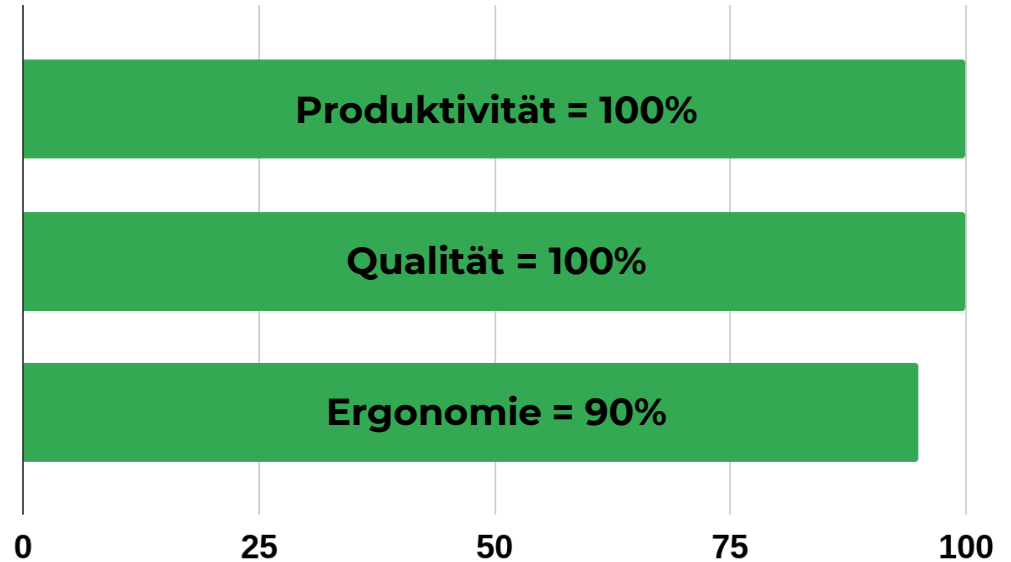 Produktivität = 100%
Qualität = 100%
Ergonomie = 90%
0 25 50 75 100